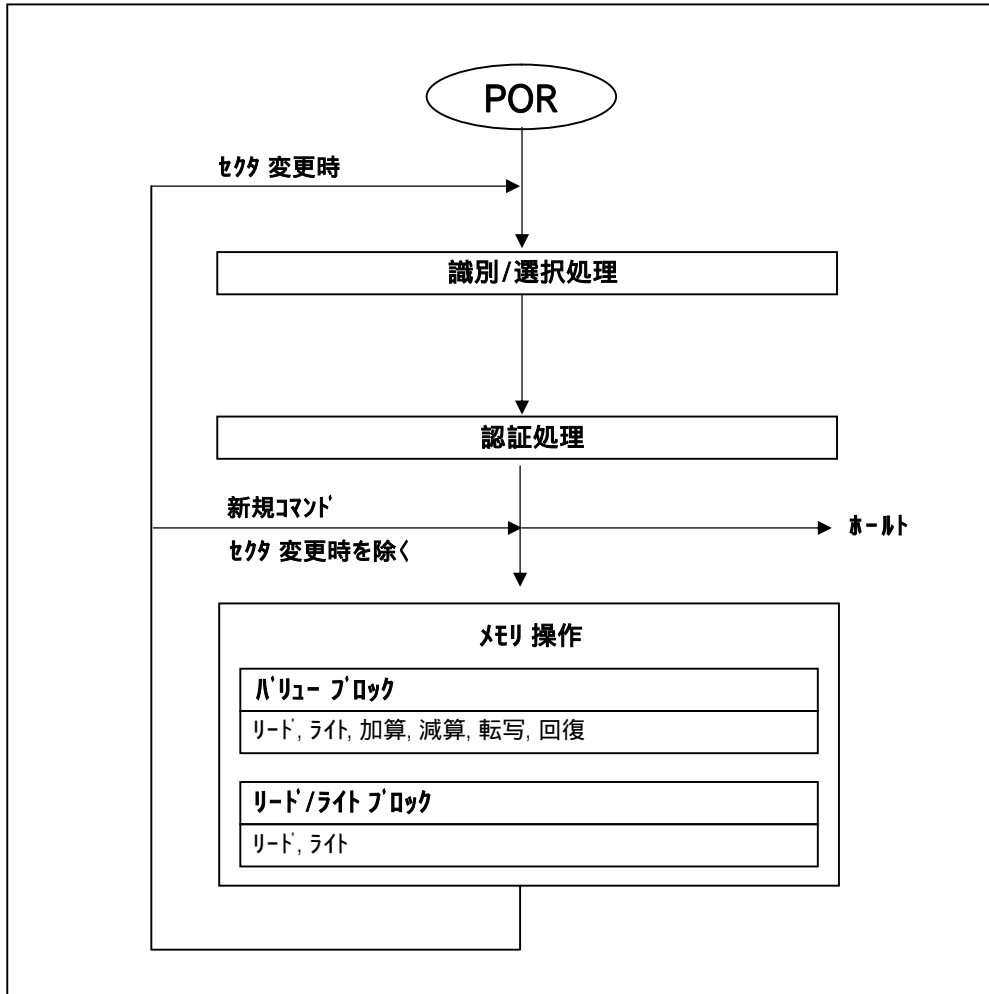 POR
ｾｸﾀ 変更時
識別/選択処理
認証処理
新規ｺﾏﾝﾄﾞ
ｾｸﾀ 変更時を除く
ﾎｰﾙﾄ
ﾒﾓﾘ 操作
ﾊﾞﾘｭｰ ﾌﾞﾛｯｸ
ﾘｰﾄﾞ, ﾗｲﾄ, 加算, 減算, 転写, 回復
ﾘｰﾄﾞ/ﾗｲﾄ ﾌﾞﾛｯｸ
ﾘｰﾄﾞ, ﾗｲﾄ